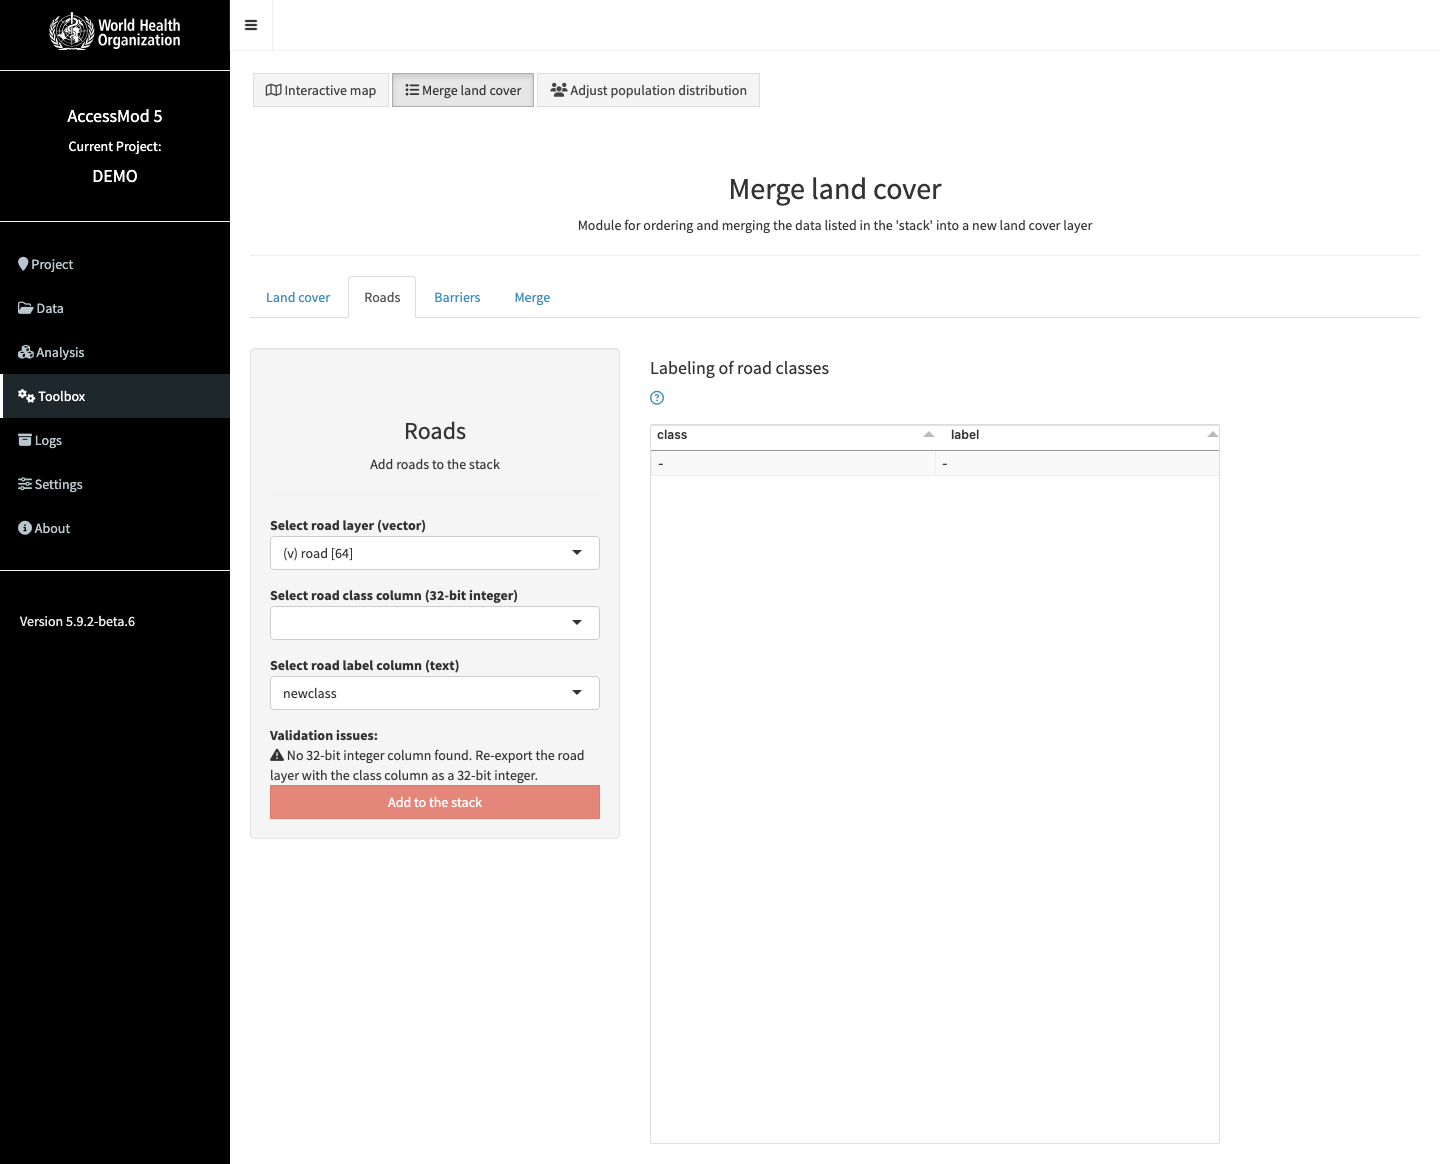 World Health
Organization
AccessMod 5
Current Project:
DEMO
Project
Data
Analysis
Toolbox
Logs
Settings
About
Version 5.9.2-beta.6
Interactive map
Merge land cover
Adjust population distribution
Merge land cover
Module for ordering and merging the data listed in the 'stack' into a new land cover layer
Land cover
Roads
Barriers
Merge
Roads
Add roads to the stack
Select road layer (vector)
(v) road [64]
Select road class column (32-bit integer)
Select road label column (text)
newclass
Validation issues:
No 32-bit integer column found. Re-export the road
layer with the class column as a 32-bit integer.
Add to the stack
Labeling of road classes
class label
- -